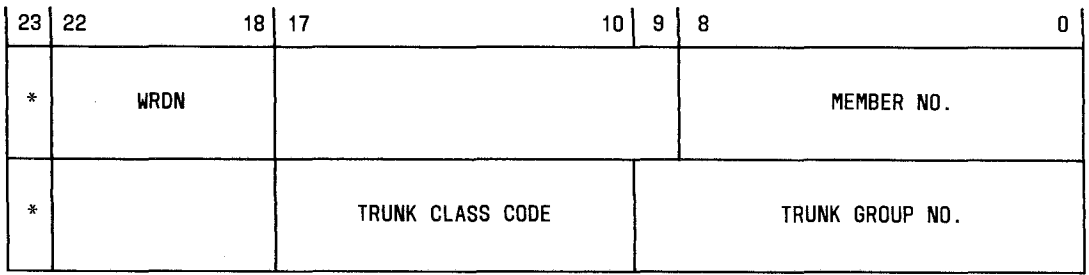 23 22 18 17 10 9 8 0
* WRDN MEMBER NO.
* TRUNK CLASS CODE TRUNK GROUP NO.